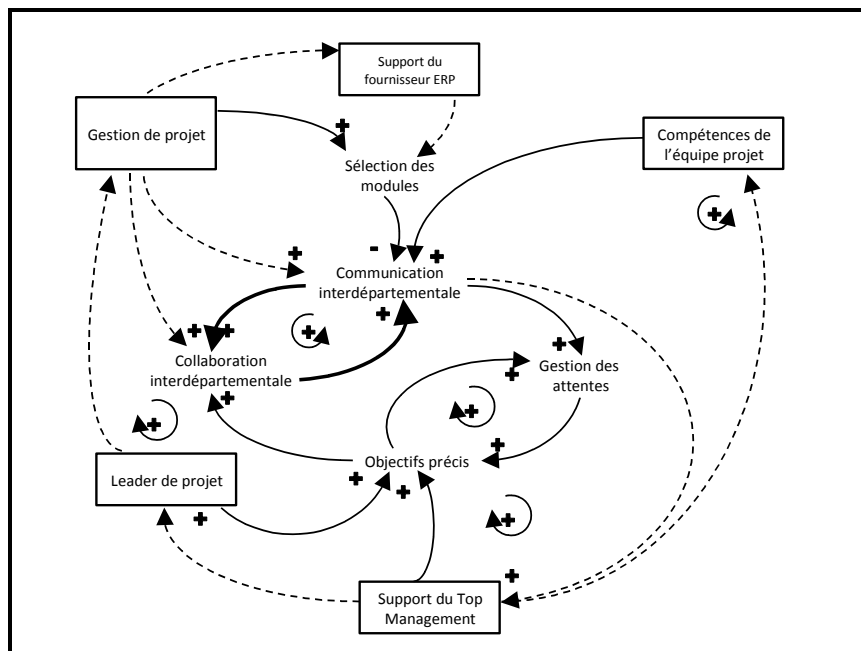 Support du
fournisseur ERP
Gestion de projet
Compétences de
l'équipe projet
+
Sélection des
modules
+
+
-
+
Communication
interdépartementale
+
+
+
+
+
Gestion des
attentes
Collaboration
interdépartementale
+
+
+
+
+
Objectifs précis
Leader de projet
+
+
+
+
+
Support du Top
Management